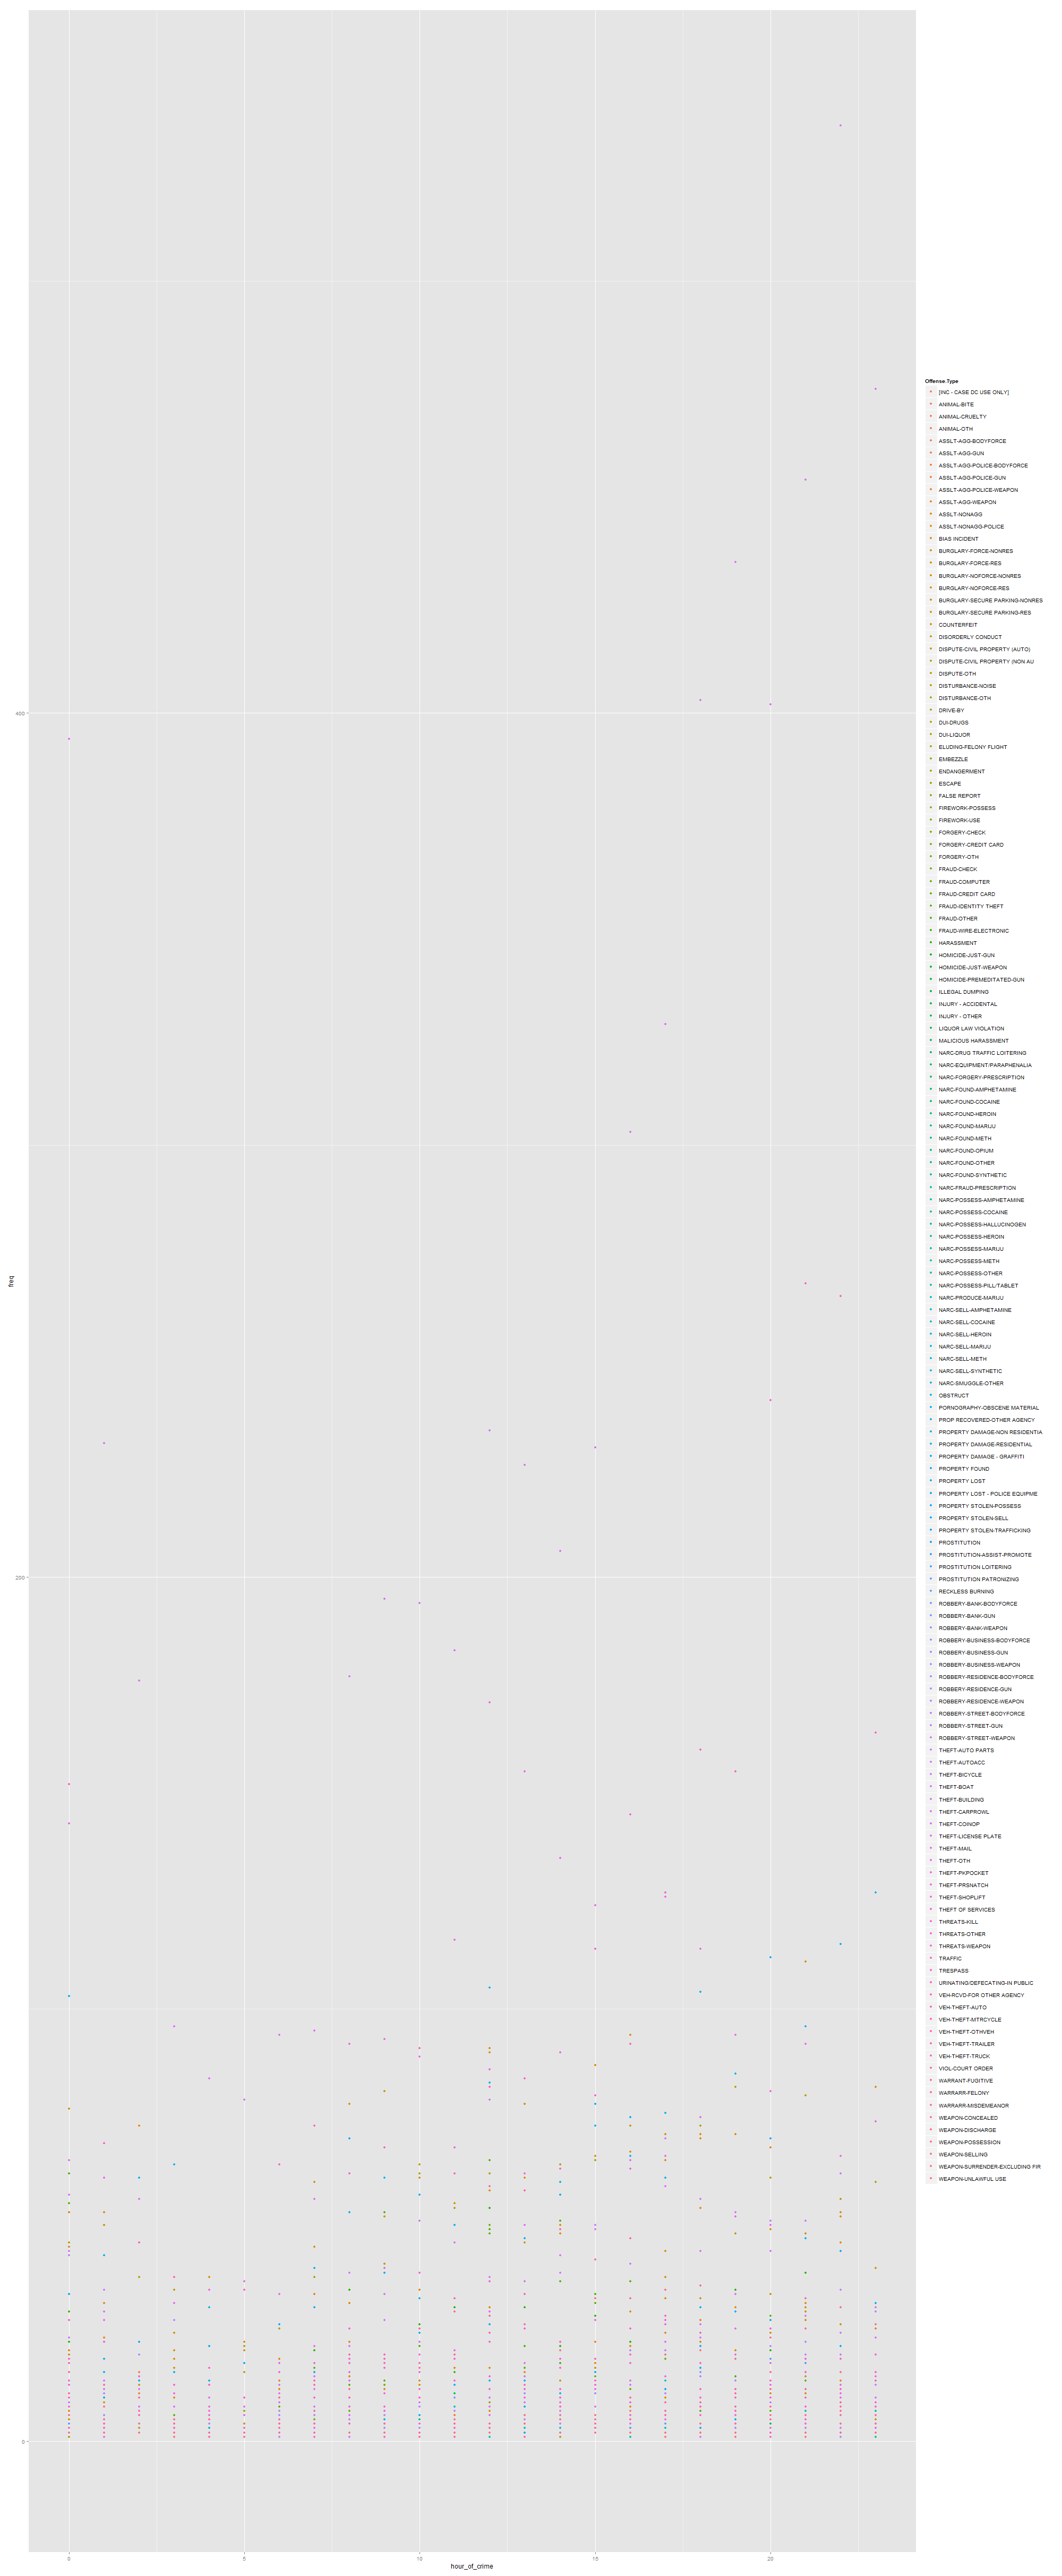 Offense.Type
[INC - CASE DC USE ONLY]
ANIMAL-BITE
ANIMAL-CRUELTY
ANIMAL-OTH
ASSLT-AGG-BODYFORCE
ASSLT-AGG-GUN
ASSLT-AGG-POLICE-BODYFORCE
ASSLT-AGG-POLICE-GUN
ASSLT-AGG-POLICE-WEAPON
ASSLT-AGG-WEAPON
ASSLT-NONAGG
ASSLT-NONAGG-POLICE
BIAS INCIDENT
BURGLARY-FORCE-NONRES
BURGLARY-FORCE-RES
BURGLARY-NOFORCE-NONRES
BURGLARY-NOFORCE-RES
BURGLARY-SECURE PARKING-NONRES
BURGLARY-SECURE PARKING-RES
COUNTERFEIT
DISORDERLY CONDUCT
DISPUTE-CIVIL PROPERTY (AUTO)
DISPUTE-CIVIL PROPERTY (NON AU
DISPUTE-OTH
DISTURBANCE-NOISE
DISTURBANCE-OTH
DRIVE-BY
400
DUI-DRUGS
DUI-LIQUOR
ELUDING-FELONY FLIGHT
EMBEZZLE
ENDANGERMENT
ESCAPE
FALSE REPORT
FIREWORK-POSSESS
FIREWORK-USE
FORGERY-CHECK
FORGERY-CREDIT CARD
FORGERY-OTH
FRAUD-CHECK
FRAUD-COMPUTER
FRAUD-CREDIT CARD
FRAUD-IDENTITY THEFT
FRAUD-OTHER
FRAUD-WIRE-ELECTRONIC
HARASSMENT
HOMICIDE-JUST-GUN
HOMICIDE-JUST-WEAPON
HOMICIDE-PREMEDITATED-GUN
ILLEGAL DUMPING
INJURY - ACCIDENTAL
INJURY - OTHER
LIQUOR LAW VIOLATION
MALICIOUS HARASSMENT
NARC-DRUG TRAFFIC LOITERING
NARC-EQUIPMENT/PARAPHENALIA
NARC-FORGERY-PRESCRIPTION
NARC-FOUND-AMPHETAMINE
NARC-FOUND-COCAINE
NARC-FOUND-HEROIN
NARC-FOUND-MARIJU
NARC-FOUND-METH
NARC-FOUND-OPIUM
NARC-FOUND-OTHER
NARC-FOUND-SYNTHETIC
NARC-FRAUD-PRESCRIPTION
NARC-POSSESS-AMPHETAMINE
NARC-POSSESS-COCAINE
NARC-POSSESS-HALLUCINOGEN
NARC-POSSESS-HEROIN
NARC-POSSESS-MARIJU
NARC-POSSESS-METH
NARC-POSSESS-OTHER
freq
NARC-POSSESS-PILL/TABLET
NARC-PRODUCE-MARIJU
NARC-SELL-AMPHETAMINE
NARC-SELL-COCAINE
NARC-SELL-HEROIN
NARC-SELL-MARIJU
NARC-SELL-METH
NARC-SELL-SYNTHETIC
NARC-SMUGGLE-OTHER
OBSTRUCT
PORNOGRAPHY-OBSCENE MATERIAL
PROP RECOVERED-OTHER AGENCY
PROPERTY DAMAGE-NON RESIDENTIA
PROPERTY DAMAGE-RESIDENTIAL
PROPERTY DAMAGE - GRAFFITI
PROPERTY FOUND
PROPERTY LOST
PROPERTY LOST - POLICE EQUIPME
PROPERTY STOLEN-POSSESS
PROPERTY STOLEN-SELL
PROPERTY STOLEN-TRAFFICKING
PROSTITUTION
PROSTITUTION-ASSIST-PROMOTE
PROSTITUTION LOITERING
200
PROSTITUTION PATRONIZING
RECKLESS BURNING
ROBBERY-BANK-BODYFORCE
ROBBERY-BANK-GUN
ROBBERY-BANK-WEAPON
ROBBERY-BUSINESS-BODYFORCE
ROBBERY-BUSINESS-GUN
ROBBERY-BUSINESS-WEAPON
ROBBERY-RESIDENCE-BODYFORCE
ROBBERY-RESIDENCE-GUN
ROBBERY-RESIDENCE-WEAPON
ROBBERY-STREET-BODYFORCE
ROBBERY-STREET-GUN
ROBBERY-STREET-WEAPON
THEFT-AUTO PARTS
THEFT-AUTOACC
THEFT-BICYCLE
THEFT-BOAT
THEFT-BUILDING
THEFT-CARPROWL
THEFT-COINOP
THEFT-LICENSE PLATE
THEFT-MAIL
THEFT-OTH
THEFT-PKPOCKET
THEFT-PRSNATCH
THEFT-SHOPLIFT
THEFT OF SERVICES
THREATS-KILL
THREATS-OTHER
THREATS-WEAPON
TRAFFIC
TRESPASS
URINATING/DEFECATING-IN PUBLIC
VEH-RCVD-FOR OTHER AGENCY
VEH-THEFT-AUTO
VEH-THEFT-MTRCYCLE
VEH-THEFT-OTHVEH
VEH-THEFT-TRAILER
VEH-THEFT-TRUCK
VIOL-COURT ORDER
WARRANT-FUGITIVE
WARRARR-FELONY
WARRARR-MISDEMEANOR
WEAPON-CONCEALED
WEAPON-DISCHARGE
WEAPON-POSSESSION
WEAPON-SELLING
WEAPON-SURRENDER-EXCLUDING FIR
WEAPON-UNLAWFUL USE
0
0 5 10 15 20
hour_of_crime